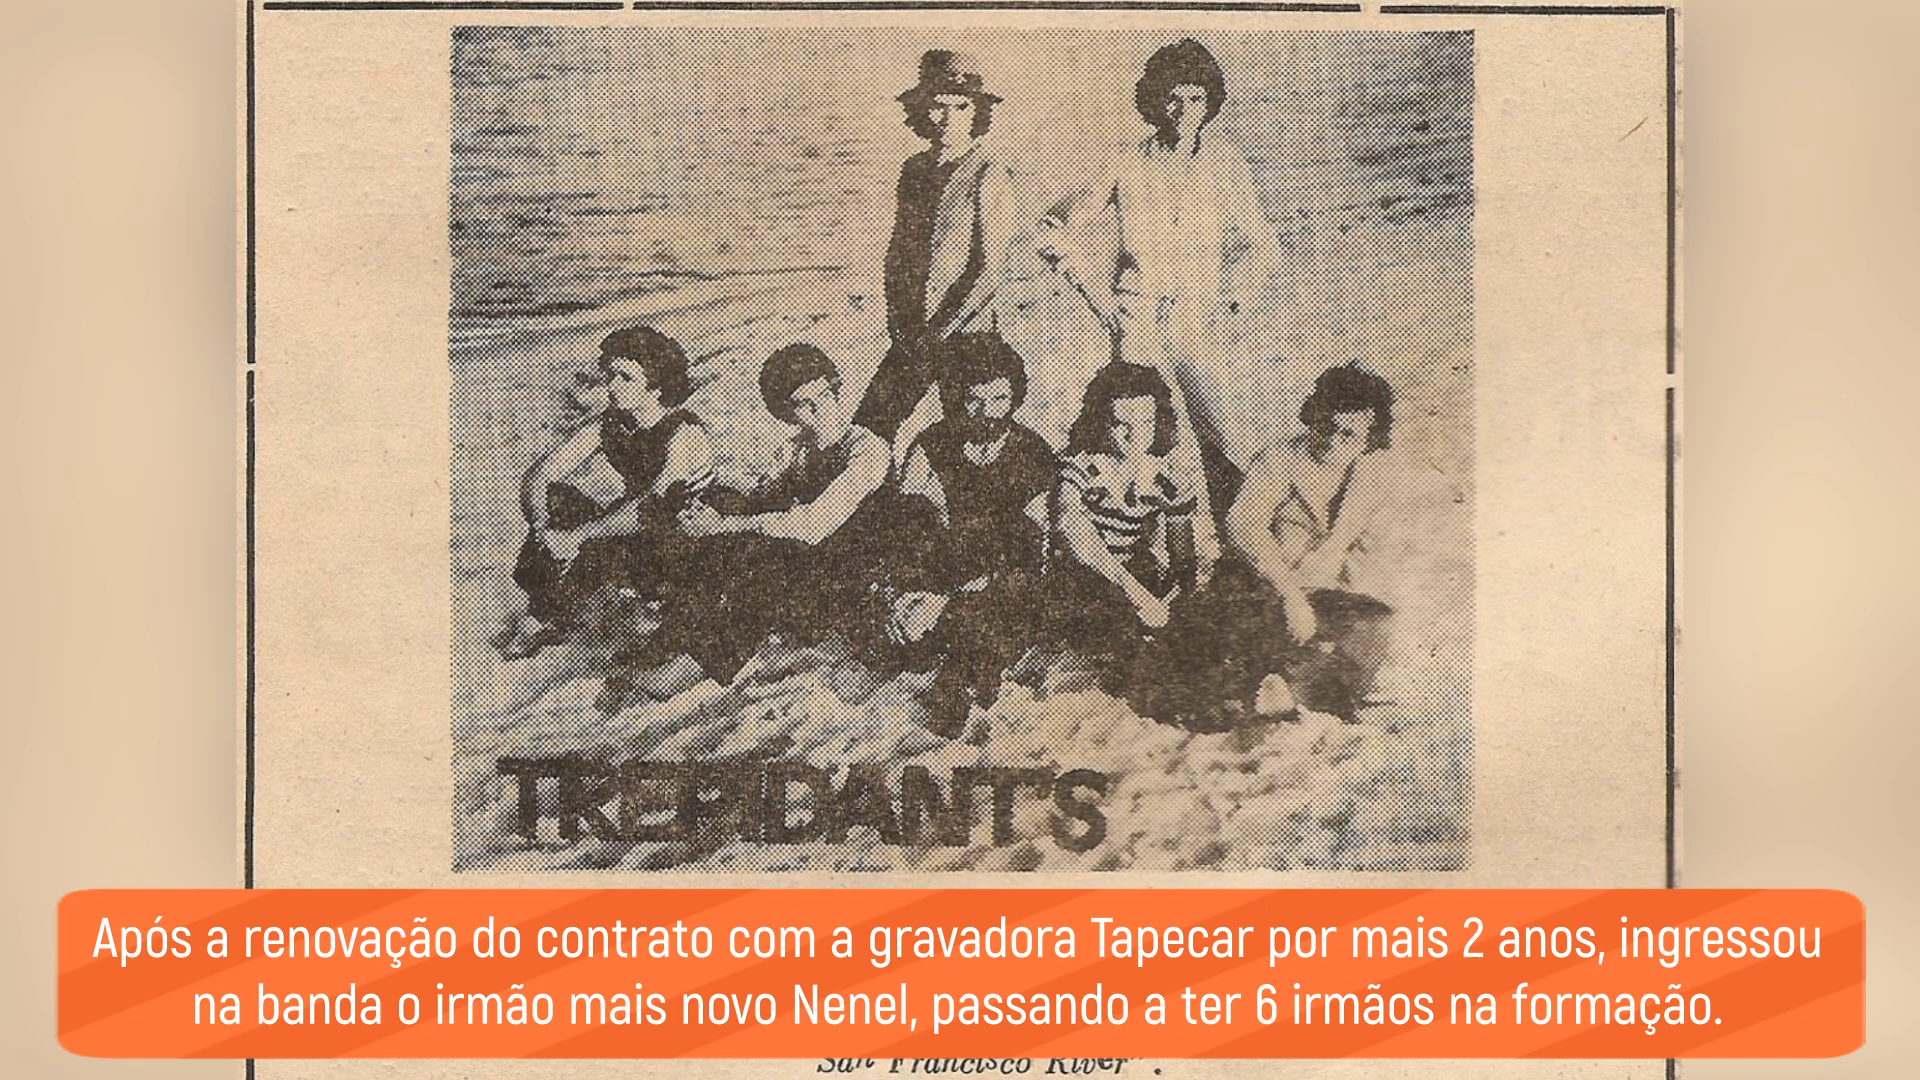 TREPIDANT'S
Após a renovação do contrato com a gravadora Tapecar por mais 2 anos, ingressou
na banda o irmão mais novo Nenel, passando a ter 6 irmãos na formação.
San Francisco River".